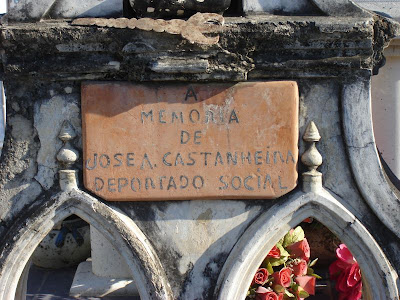 A
MEMORIA
DE
JOSE A. CASTANHEIRA
DEPORTADO SOCIAL